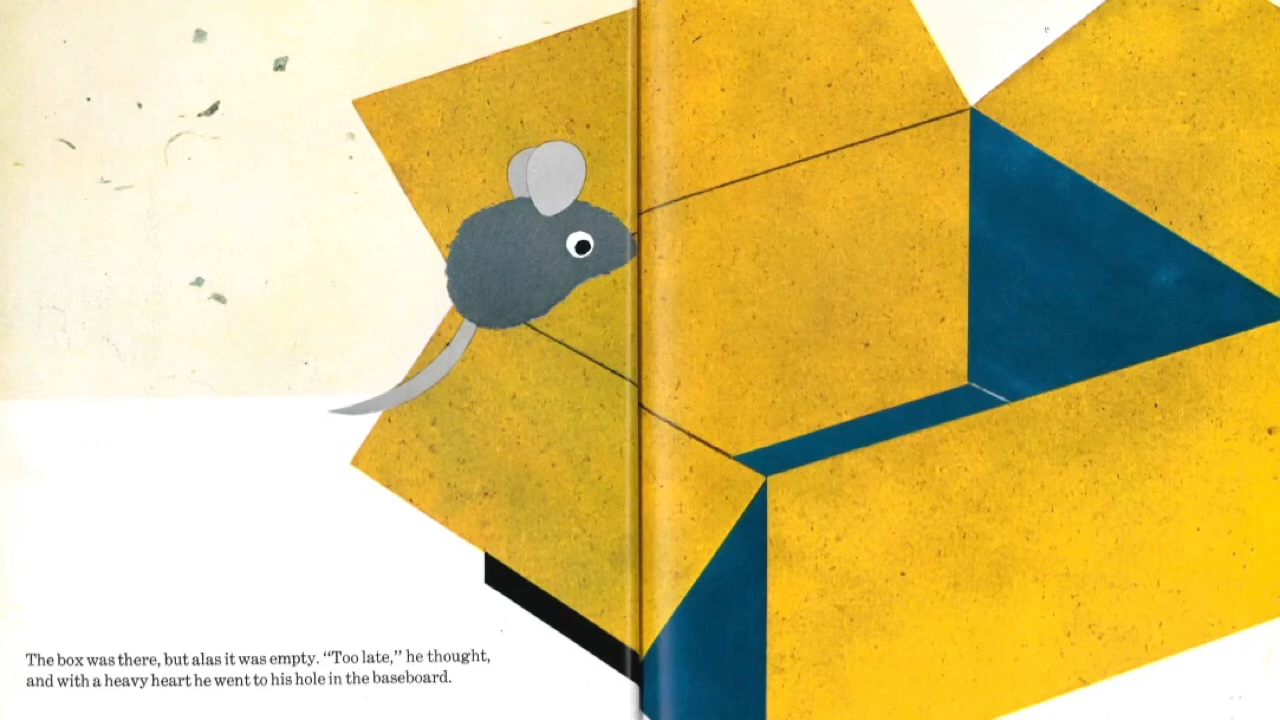 The box was there, but alas it was empty. “Too late,” he thought,
and with a heavy heart he went to his hole in the baseboard.